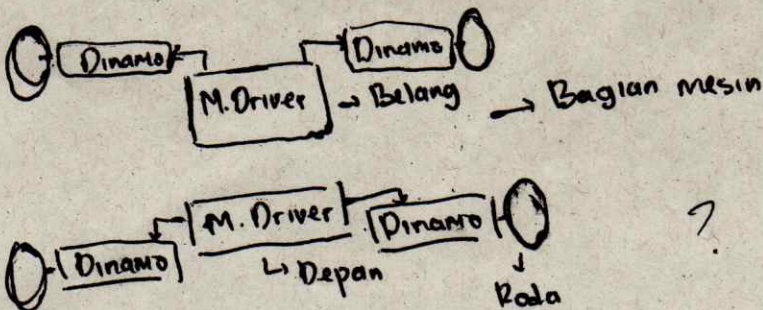 Dinamo
Dinamo
M.Driver → Belang → Bagian mesin
M. Driver
Dinamo
Dinamo
↳ Depan
Roda
?